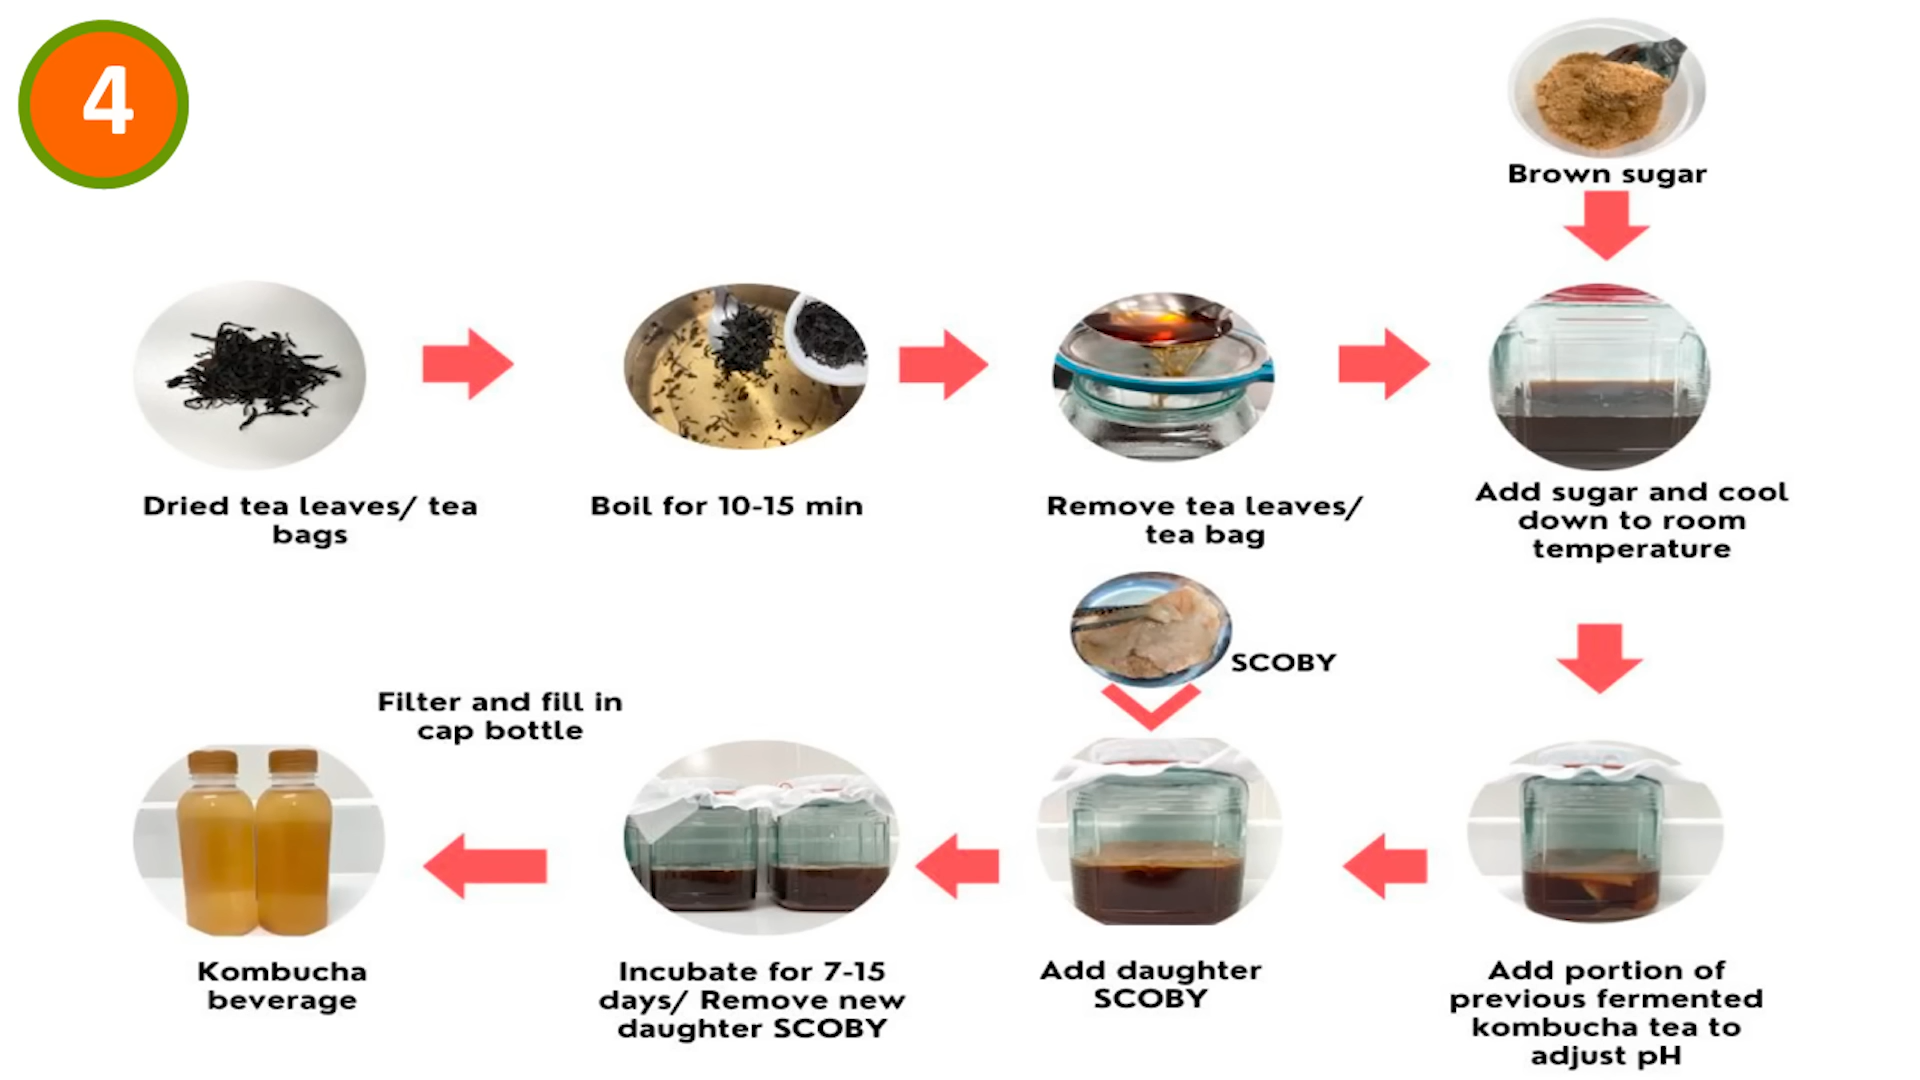 4
Brown sugar
Dried tea leaves/ tea
bags
Boil for 10-15 min
Remove tea leaves/
tea bag
Add sugar and cool
down to room
temperature
SCOBY
Filter and fill in
cap bottle
Kombucha
beverage
Incubate for 7-15
days/ Remove new
daughter SCOBY
Add daughter
SCOBY
Add portion of
previous fermented
kombucha tea to
adjust pH